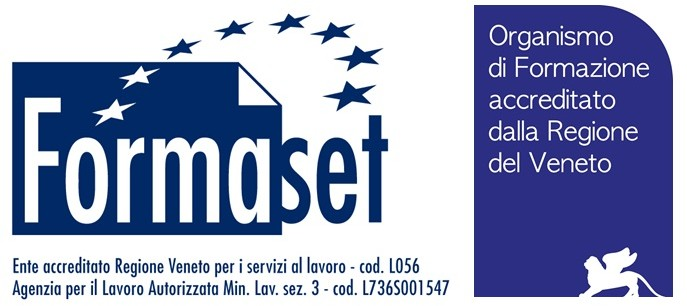 Formaset
Ente accreditato Regione Veneto per i servizi al lavoro - cod. L056
Agenzia per il Lavoro Autorizzata Min. Lav. sez. 3 - cod. L736S001547
Organismo
di Formazione
accreditato
dalla Regione
del Veneto